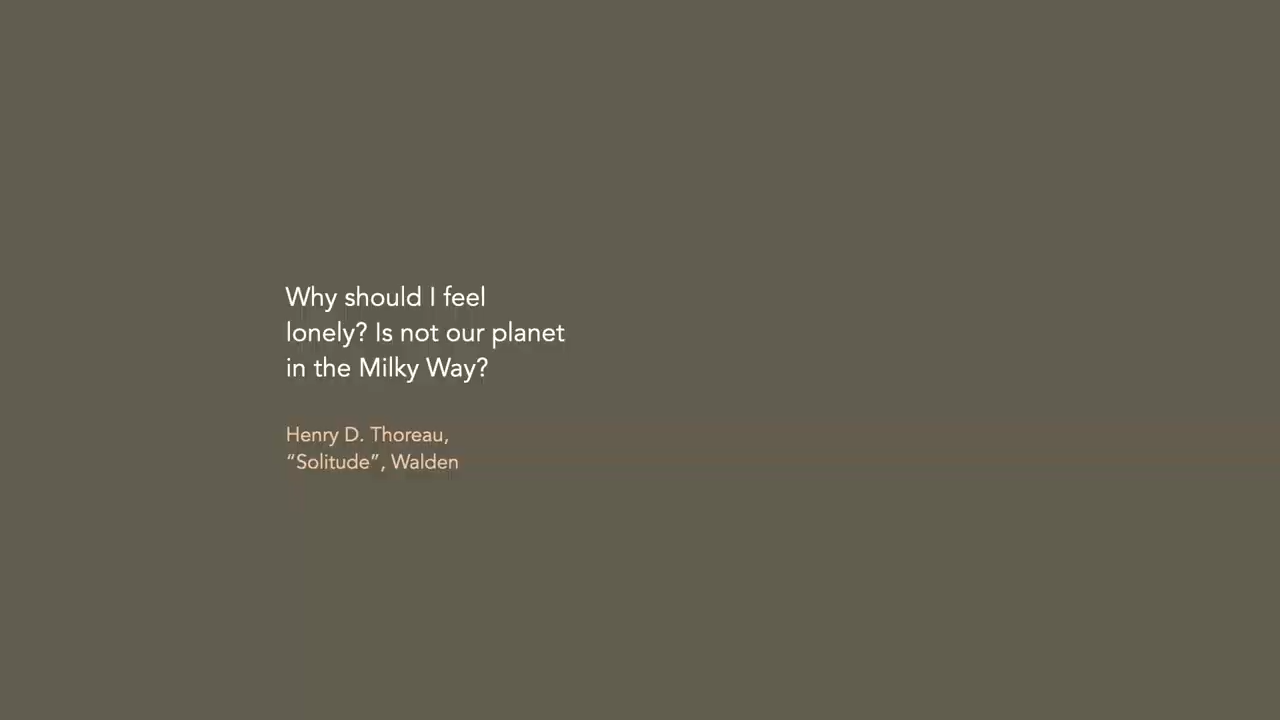 Why should I feel
lonely? Is not our planet
in the Milky Way?
Henry D. Thoreau,
“Solitude”, Walden